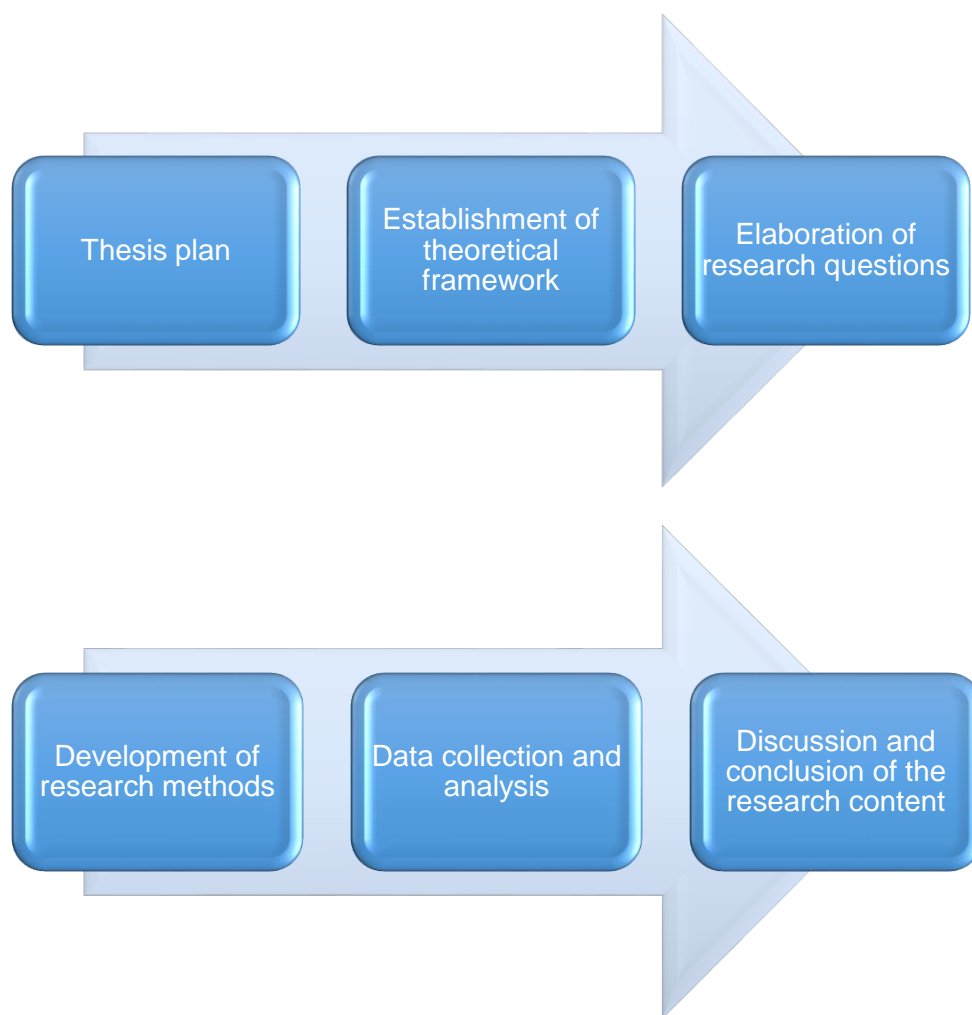 Thesis plan
Establishment of
theoretical
framework
Elaboration of
research questions
Development of
research methods
Data collection and
analysis
Discussion and
conclusion of the
research content